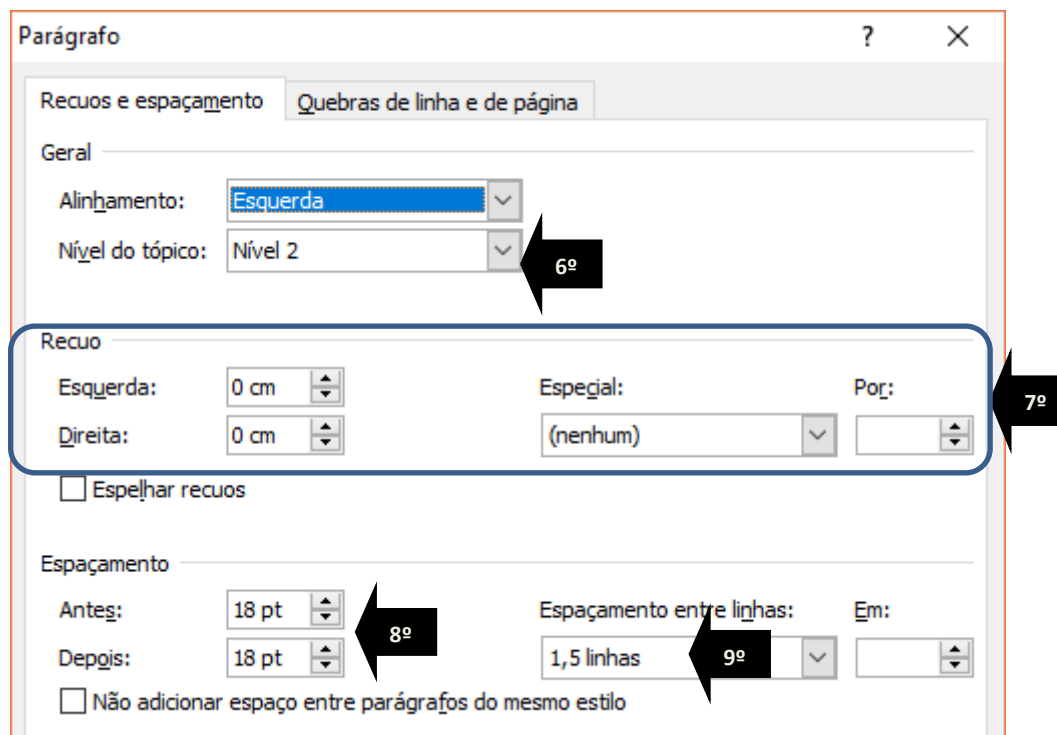 Parágrafo ? ×
Recuos e espaçamento Quebras de linha e de página
Geral
Alinhamento: Esquerda
Nível do tópico: Nível 2
6º
Recuo
Esquerda: 0 cm Especial: Por:
7º
Direita: 0 cm (nenhum)
Espelhar recuos
Espaçamento
Antes: 18 pt Espaçamento entre linhas: Em:
8º
Depois: 18 pt 1,5 linhas 9º
Não adicionar espaço entre parágrafos do mesmo estilo